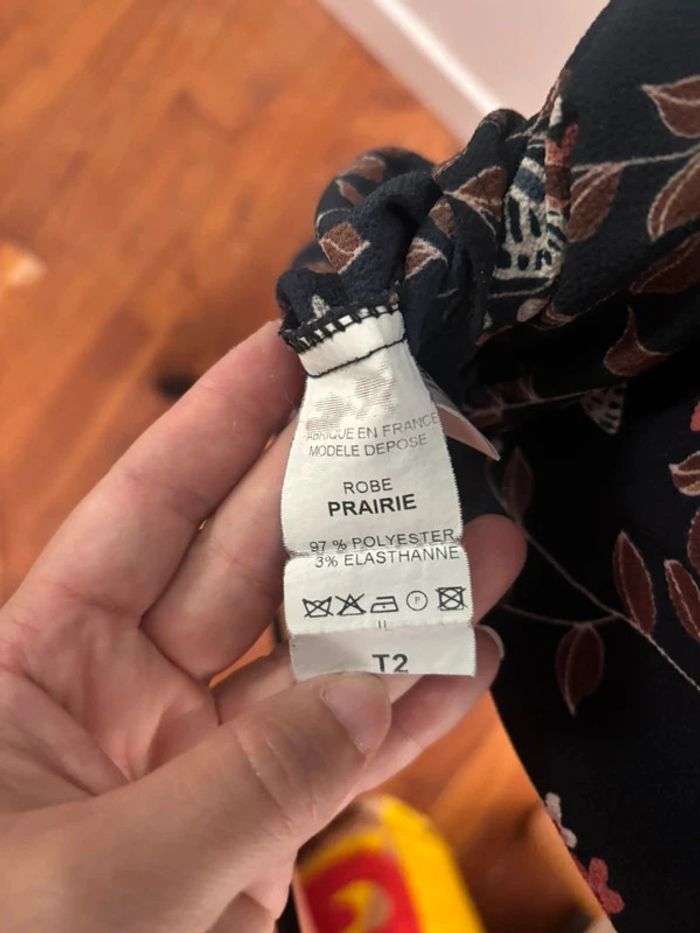 ABRIQUE EN FRANCE
MODELE DEPOSE
ROBE
PRAIRIE
97 % POLYESTER
3% ELASTHANNE
P
T2